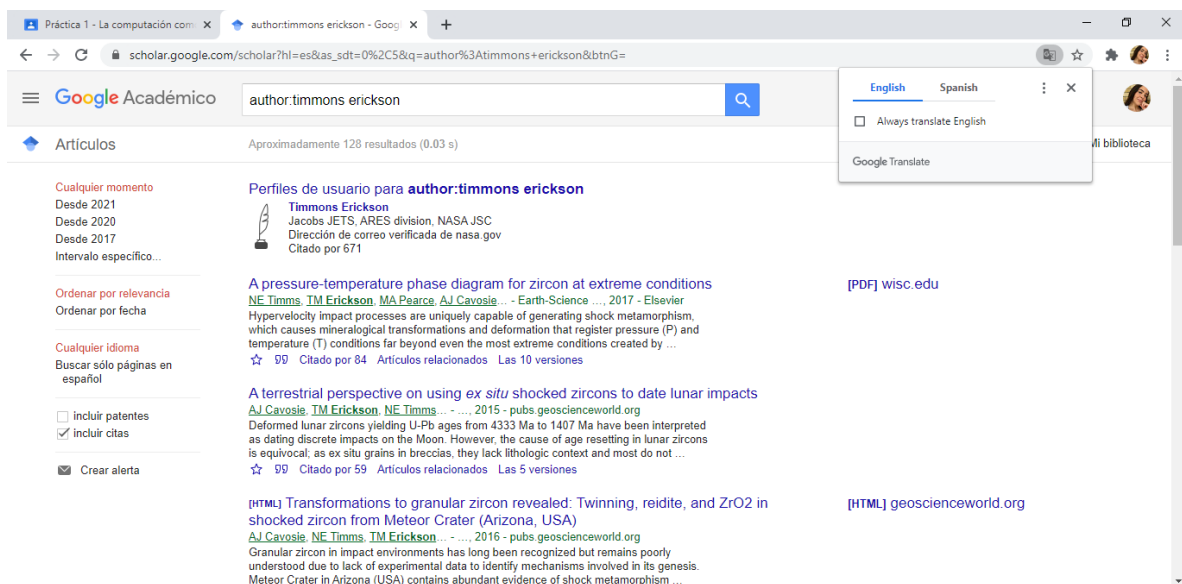 Práctica 1 - La computación com
author:timmons erickson - Goog
scholar.google.com/scholar?hl=es&as_sdt=0%2C5&q=author%3Atimmons+erickson&btnG=
Google Académico
author:timmons erickson
English Spanish
Always translate English
Google Translate
Artículos
Aproximadamente 128 resultados (0.03 s)
Mi biblioteca
Cualquier momento
Desde 2021
Desde 2020
Desde 2017
Intervalo específico...
Ordenar por relevancia
Ordenar por fecha
Cualquier idioma
Buscar sólo páginas en
español
incluir patentes
incluir citas
Crear alerta
Perfiles de usuario para author:timmons erickson
Timmons Erickson
Jacobs JETS, ARES division, NASA JSC
Dirección de correo verificada de nasa.gov
Citado por 671
A pressure-temperature phase diagram for zircon at extreme conditions
NE Timms, TM Erickson, MA Pearce, AJ Cavosie... - Earth-Science ..., 2017 - Elsevier
Hypervelocity impact processes are uniquely capable of generating shock metamorphism,
which causes mineralogical transformations and deformation that register pressure (P) and
temperature (T) conditions far beyond even the most extreme conditions created by ...
Citado por 84 Artículos relacionados Las 10 versiones
[PDF] wisc.edu
A terrestrial perspective on using ex situ shocked zircons to date lunar impacts
AJ Cavosie, TM Erickson, NE Timms... - ..., 2015 - pubs.geoscienceworld.org
Deformed lunar zircons yielding U-Pb ages from 4333 Ma to 1407 Ma have been interpreted
as dating discrete impacts on the Moon. However, the cause of age resetting in lunar zircons
is equivocal; as ex situ grains in breccias, they lack lithologic context and most do not ...
Citado por 59 Artículos relacionados Las 5 versiones
[HTML] Transformations to granular zircon revealed: Twinning, reidite, and ZrO2 in
shocked zircon from Meteor Crater (Arizona, USA)
AJ Cavosie, NE Timms, TM Erickson... - ..., 2016 - pubs.geoscienceworld.org
Granular zircon in impact environments has long been recognized but remains poorly
understood due to lack of experimental data to identify mechanisms involved in its genesis.
Meteor Crater in Arizona (USA) contains abundant evidence of shock metamorphism ...
[HTML] geoscienceworld.org